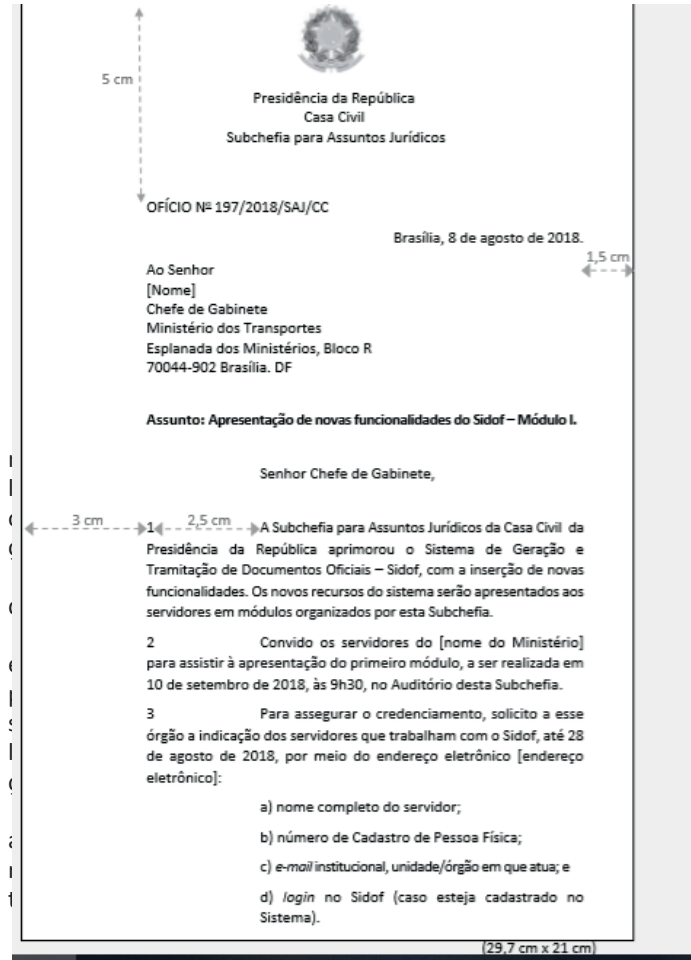 5 cm
Presidência da República
Casa Civil
Subchefia para Assuntos Jurídicos
OFÍCIO Nº 197/2018/SAJ/CC
Brasília, 8 de agosto de 2018.
1,5 cm
Ao Senhor
[Nome]
Chefe de Gabinete
Ministério dos Transportes
Esplanada dos Ministérios, Bloco R
70044-902 Brasília. DF
Assunto: Apresentação de novas funcionalidades do Sidof – Módulo I.
Senhor Chefe de Gabinete,
3 cm
1 2,5 cm A Subchefia para Assuntos Jurídicos da Casa Civil da
Presidência da República aprimorou o Sistema de Geração e
Tramitação de Documentos Oficiais – Sidof, com a inserção de novas
funcionalidades. Os novos recursos do sistema serão apresentados aos
servidores em módulos organizados por esta Subchefia.
2 Convido os servidores do [nome do Ministério]
para assistir à apresentação do primeiro módulo, a ser realizada em
10 de setembro de 2018, às 9h30, no Auditório desta Subchefia.
3 Para assegurar o credenciamento, solicito a esse
órgão a indicação dos servidores que trabalham com o Sidof, até 28
de agosto de 2018, por meio do endereço eletrônico [endereço
eletrônico]:
a) nome completo do servidor;
b) número de Cadastro de Pessoa Física;
c) e-mail institucional, unidade/órgão em que atua; e
d) login no Sidof (caso esteja cadastrado no
Sistema).
(29,7 cm x 21 cm)